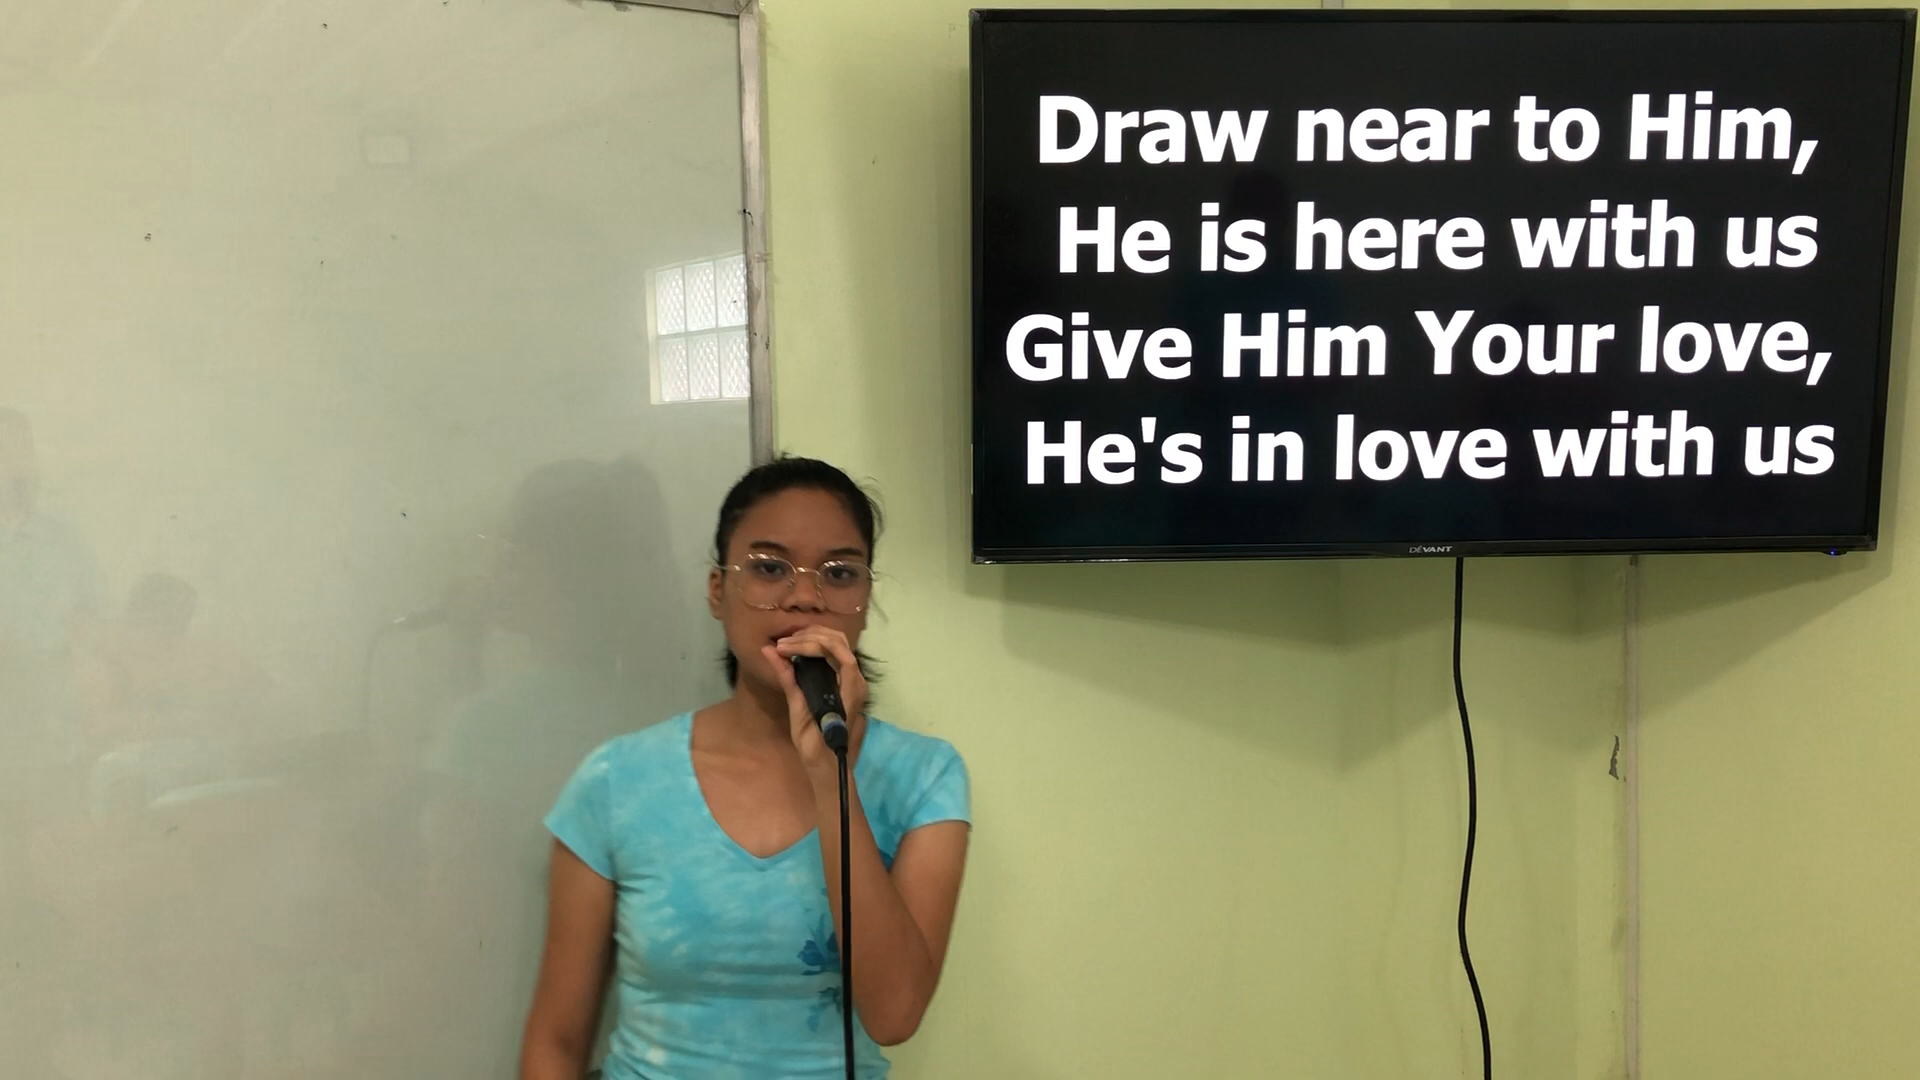 Draw near to Him,
He is here with us
Give Him Your love,
He's in love with us
DEVANT